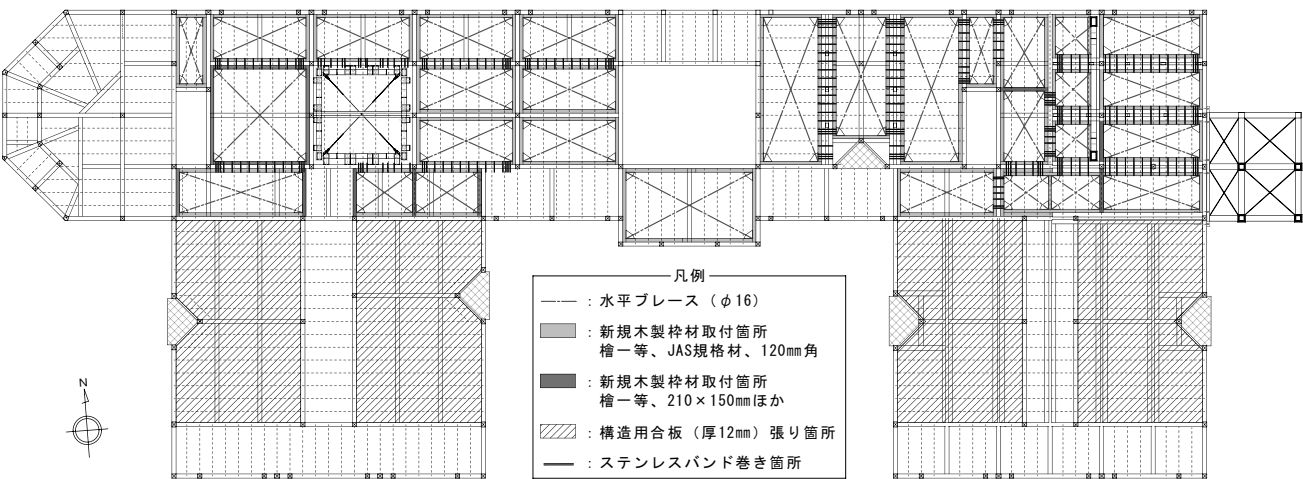 凡例
：水平ブレース（φ16）
：新規木製枠材取付箇所
檜一等、JAS規格材、120㎜角
：新規木製枠材取付箇所
檜一等、210×150㎜ほか
：構造用合板（厚12㎜）張り箇所
：ステンレスバンド巻き箇所
N